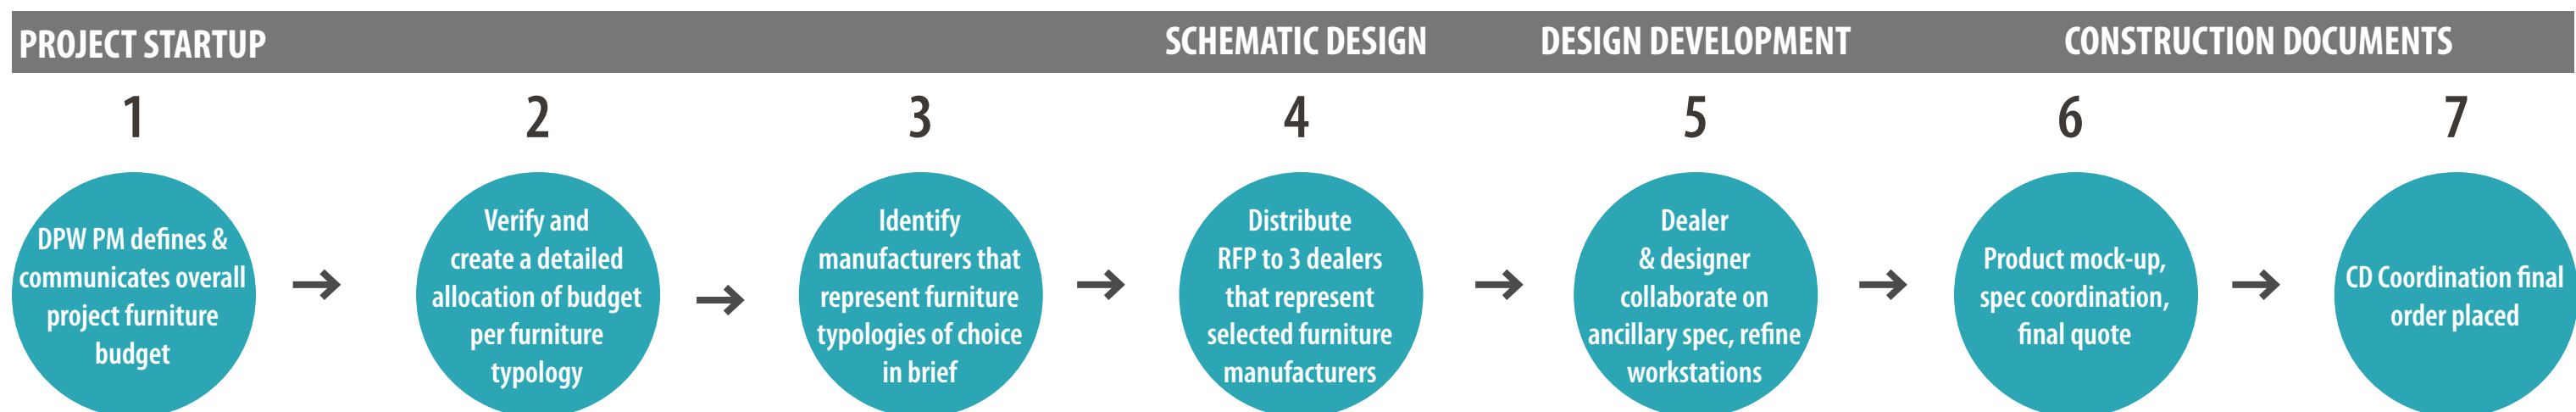 PROJECT STARTUP
SCHEMATIC DESIGN
DESIGN DEVELOPMENT
CONSTRUCTION DOCUMENTS
1
DPW PM defines &
communicates overall
project furniture
budget
2
Verify and
create a detailed
allocation of budget
per furniture
typology
3
Identify
manufacturers that
represent furniture
typologies of choice
in brief
4
Distribute
RFP to 3 dealers
that represent
selected furniture
manufacturers
5
Dealer
& designer
collaborate on
ancillary spec, refine
workstations
6
Product mock-up,
spec coordination,
final quote
7
CD Coordination final
order placed